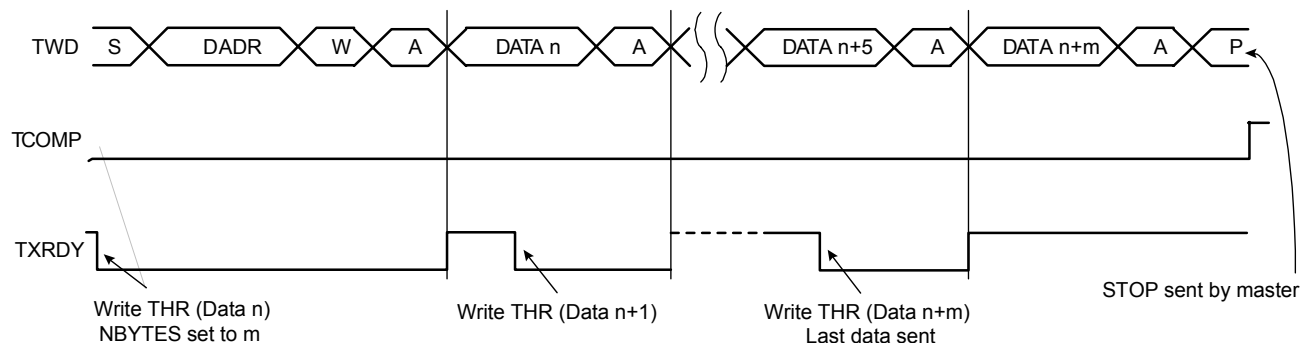 TWD S DADR W A DATA n A DATA n+5 A DATA n+m A P
TCOMP
TXRDY
Write THR (Data n)
NBYTES set to m
Write THR (Data n+1)
Write THR (Data n+m)
Last data sent
STOP sent by master